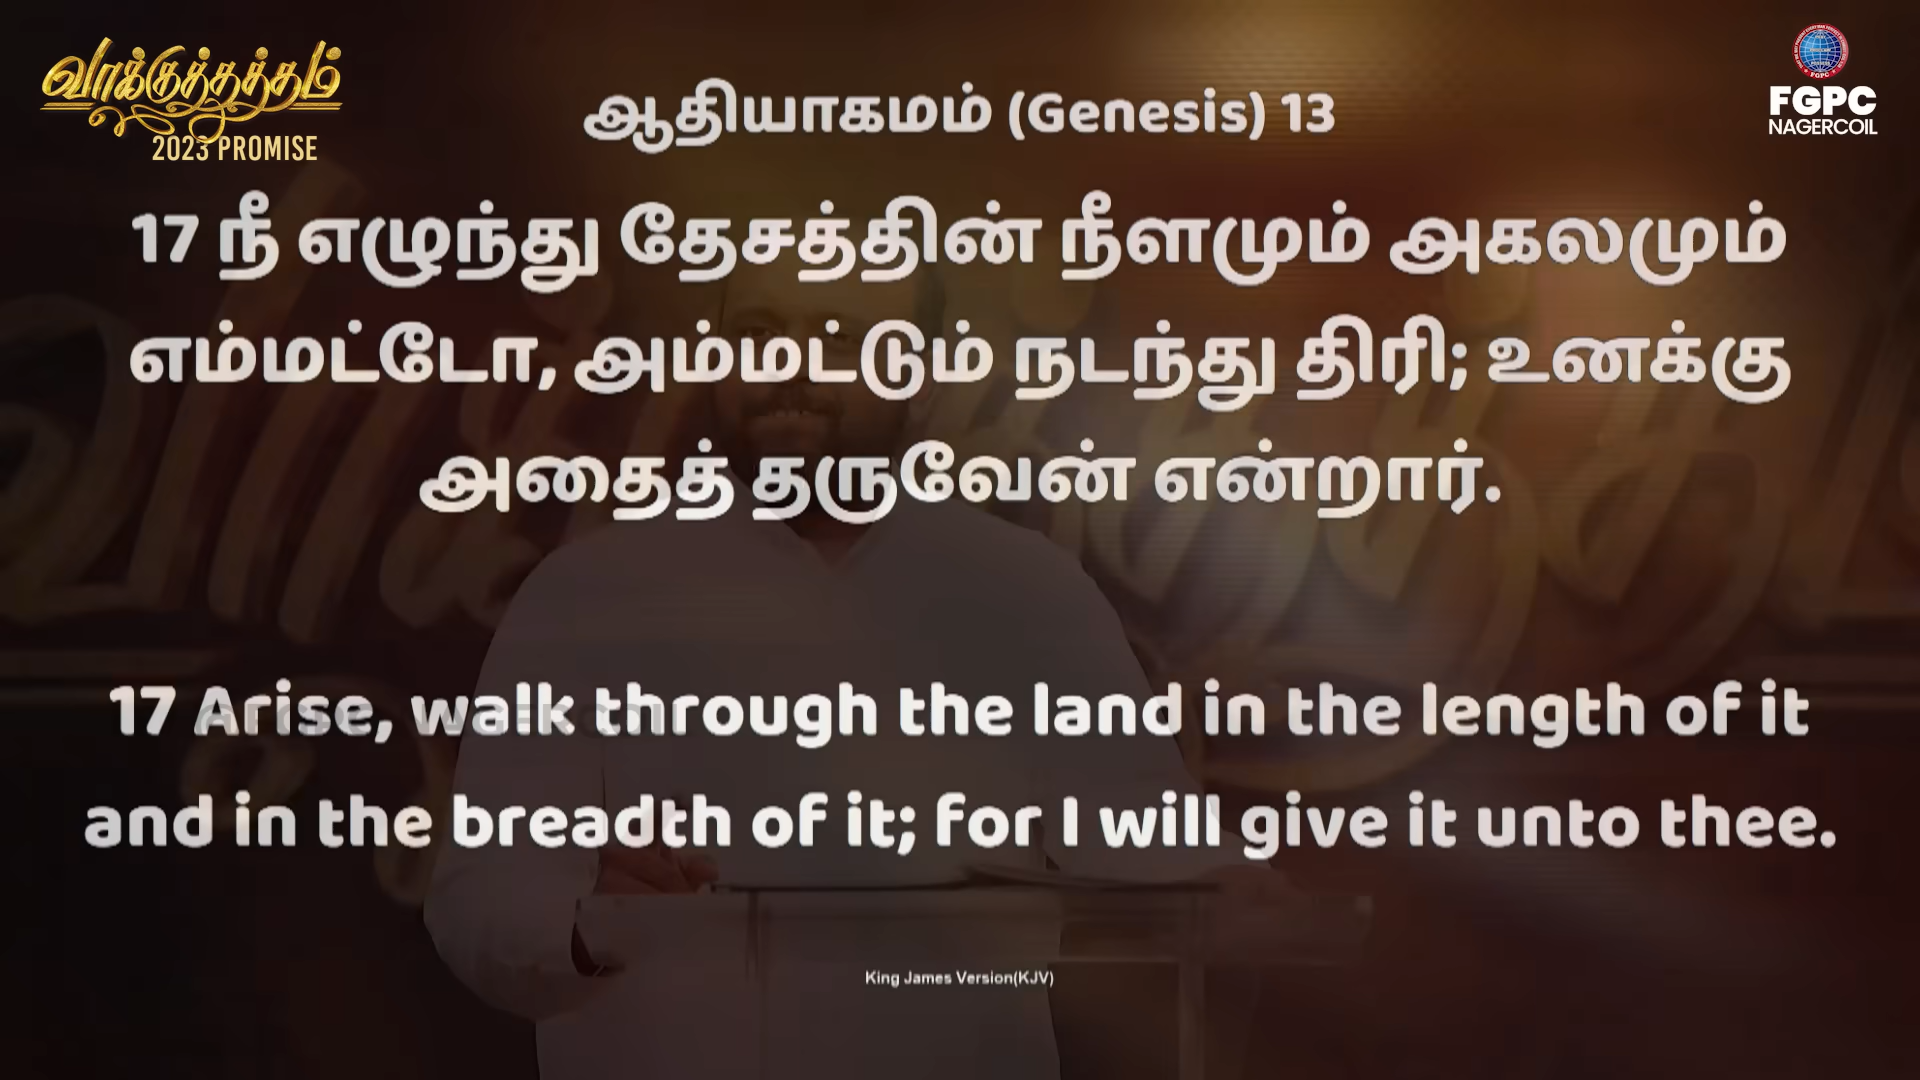 வாக்குத்தத்தம்
2023 PROMISE
FGPC
NAGERCOIL
ஆதியாகமம் (Genesis) 13
17 நீ எழுந்து தேசத்தின் நீளமும் அகலமும்
எம்மட்டோ, அம்மட்டும் நடந்து திரி; உனக்கு
அதைத் தருவேன் என்றார்.
17 Arise, walk through the land in the length of it
and in the breadth of it; for I will give it unto thee.
King James Version(KJV)